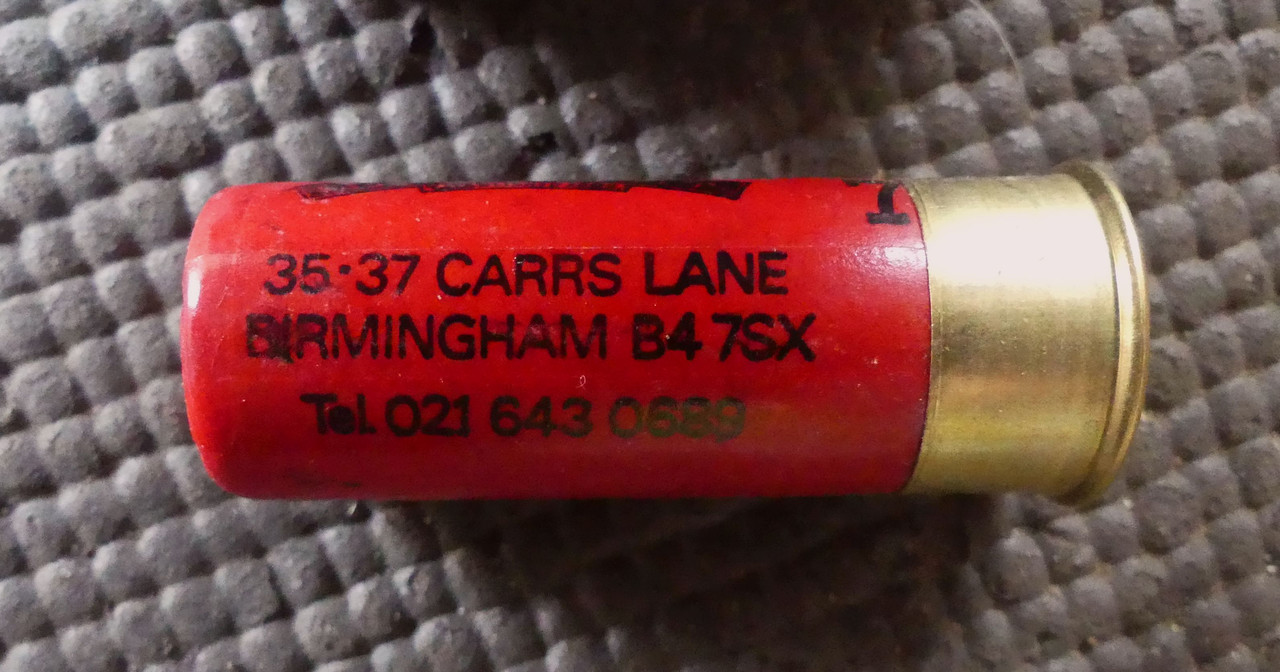 35·37 CARRS LANE
BIRMINGHAM B4 7SX
Tel. 021 643 0689